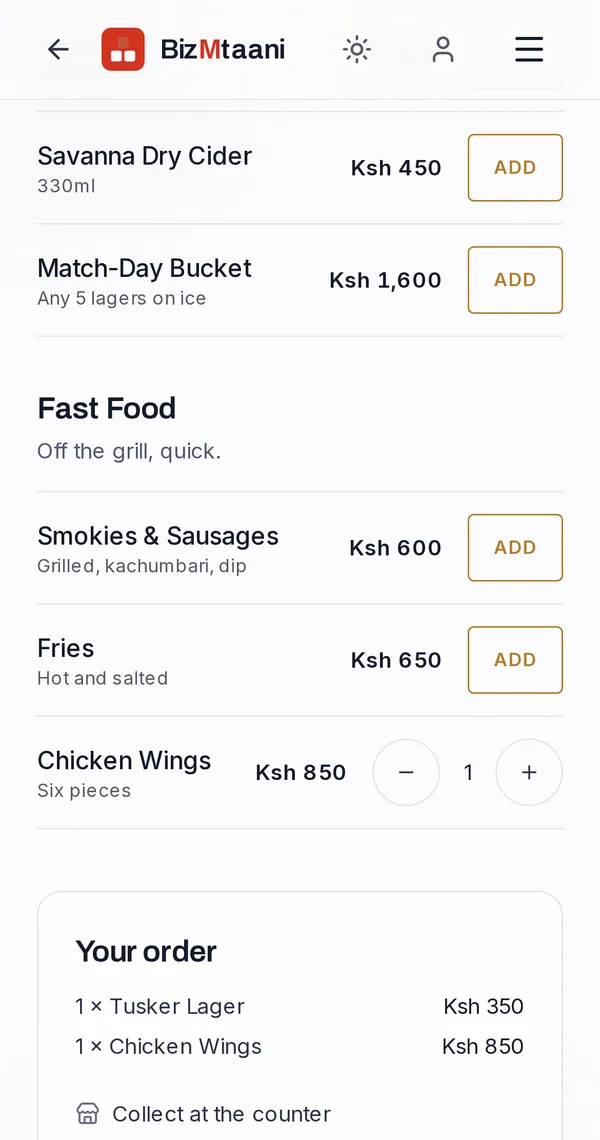 BizMtaani
Savanna Dry Cider
330ml
Ksh 450
ADD
Match-Day Bucket
Any 5 lagers on ice
Ksh 1,600
ADD
Fast Food
Off the grill, quick.
Smokies & Sausages
Grilled, kachumbari, dip
Ksh 600
ADD
Fries
Hot and salted
Ksh 650
ADD
Chicken Wings
Six pieces
Ksh 850
− 1 +
Your order
1 × Tusker Lager Ksh 350
1 × Chicken Wings Ksh 850
Collect at the counter